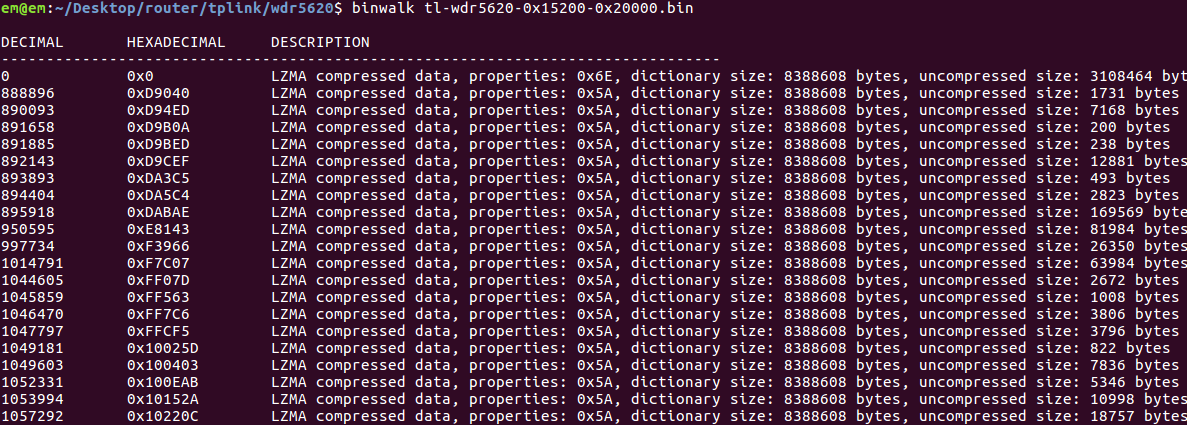 em@em:~/Desktop/router/tplink/wdr5620$ binwalk tl-wdr5620-0x15200-0x20000.bin
DECIMAL HEXADECIMAL DESCRIPTION
--------------------------------------------------------------------------------
0 0x0 LZMA compressed data, properties: 0x6E, dictionary size: 8388608 bytes, uncompressed size: 3108464 byt
888896 0xD9040 LZMA compressed data, properties: 0x5A, dictionary size: 8388608 bytes, uncompressed size: 1731 bytes
890093 0xD94ED LZMA compressed data, properties: 0x5A, dictionary size: 8388608 bytes, uncompressed size: 7168 bytes
891658 0xD9B0A LZMA compressed data, properties: 0x5A, dictionary size: 8388608 bytes, uncompressed size: 200 bytes
891885 0xD9BED LZMA compressed data, properties: 0x5A, dictionary size: 8388608 bytes, uncompressed size: 238 bytes
892143 0xD9CEF LZMA compressed data, properties: 0x5A, dictionary size: 8388608 bytes, uncompressed size: 12881 bytes
893893 0xDA3C5 LZMA compressed data, properties: 0x5A, dictionary size: 8388608 bytes, uncompressed size: 493 bytes
894404 0xDA5C4 LZMA compressed data, properties: 0x5A, dictionary size: 8388608 bytes, uncompressed size: 2823 bytes
895918 0xDABAE LZMA compressed data, properties: 0x5A, dictionary size: 8388608 bytes, uncompressed size: 169569 bytes
950595 0xE8143 LZMA compressed data, properties: 0x5A, dictionary size: 8388608 bytes, uncompressed size: 81984 bytes
997734 0xF3966 LZMA compressed data, properties: 0x5A, dictionary size: 8388608 bytes, uncompressed size: 26350 bytes
1014791 0xF7C07 LZMA compressed data, properties: 0x5A, dictionary size: 8388608 bytes, uncompressed size: 63984 bytes
1044605 0xFF07D LZMA compressed data, properties: 0x5A, dictionary size: 8388608 bytes, uncompressed size: 2672 bytes
1045859 0xFF563 LZMA compressed data, properties: 0x5A, dictionary size: 8388608 bytes, uncompressed size: 1008 bytes
1046470 0xFF7C6 LZMA compressed data, properties: 0x5A, dictionary size: 8388608 bytes, uncompressed size: 3806 bytes
1047797 0xFFCF5 LZMA compressed data, properties: 0x5A, dictionary size: 8388608 bytes, uncompressed size: 3796 bytes
1049181 0x10025D LZMA compressed data, properties: 0x5A, dictionary size: 8388608 bytes, uncompressed size: 822 bytes
1049603 0x100403 LZMA compressed data, properties: 0x5A, dictionary size: 8388608 bytes, uncompressed size: 7836 bytes
1052331 0x100EAB LZMA compressed data, properties: 0x5A, dictionary size: 8388608 bytes, uncompressed size: 5346 bytes
1053994 0x10152A LZMA compressed data, properties: 0x5A, dictionary size: 8388608 bytes, uncompressed size: 10998 bytes
1057292 0x10220C LZMA compressed data, properties: 0x5A, dictionary size: 8388608 bytes, uncompressed size: 18757 bytes